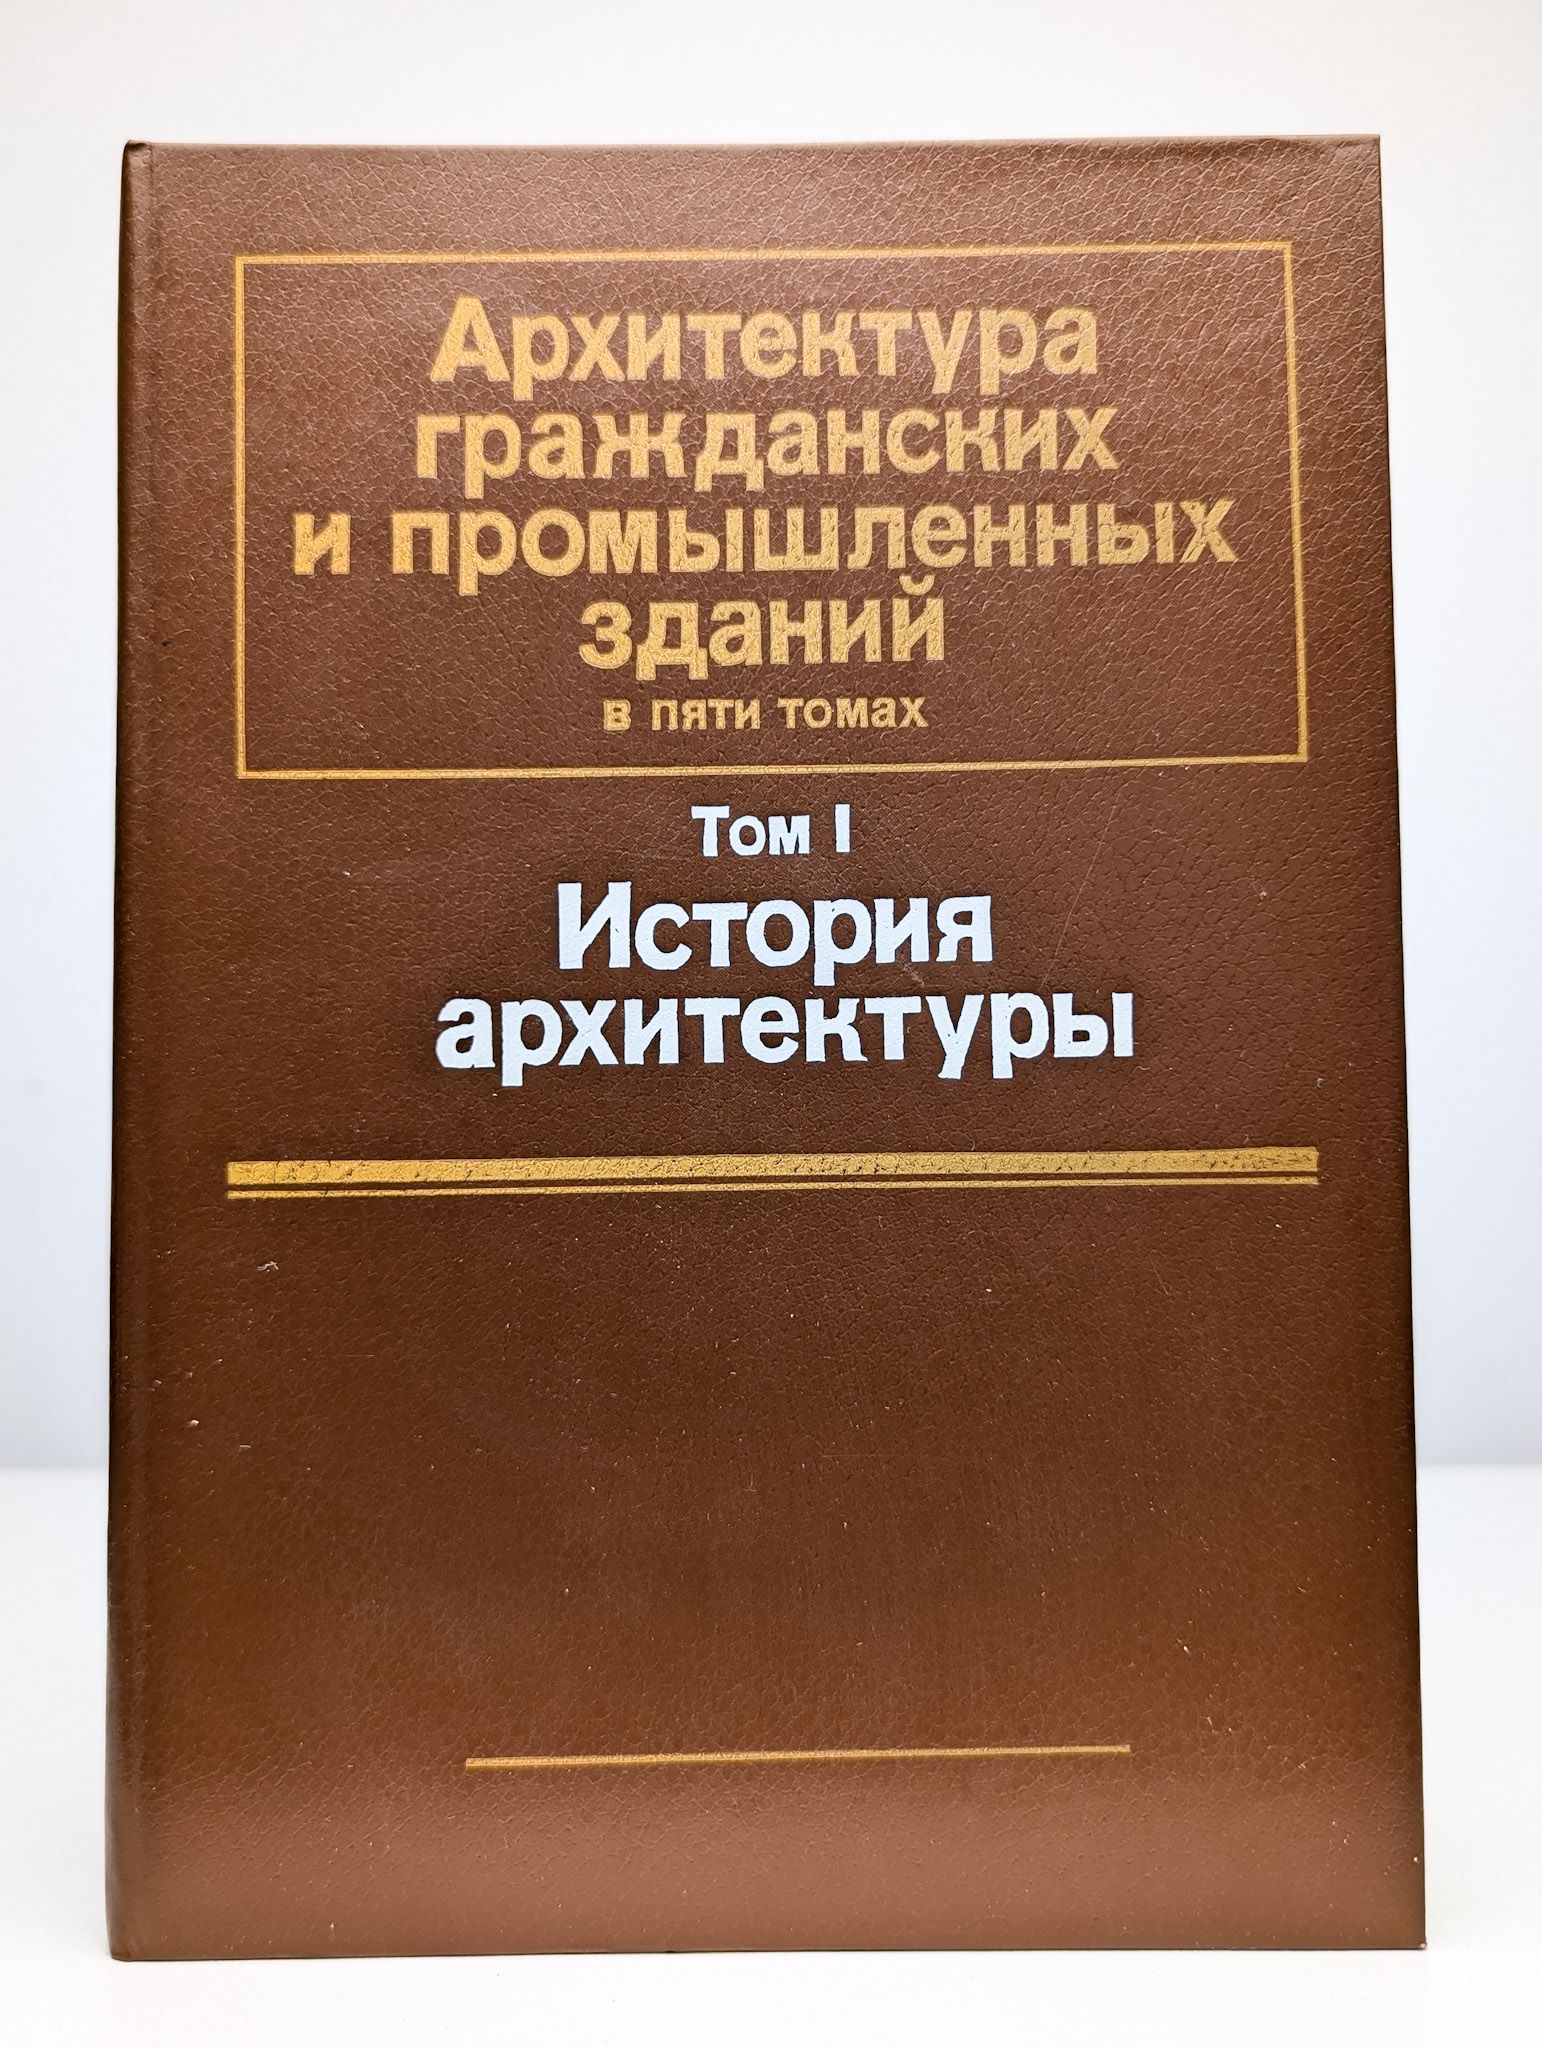 Архитектура
гражданских
и промышленных
зданий
в пяти томах
Том I
История
архитектуры